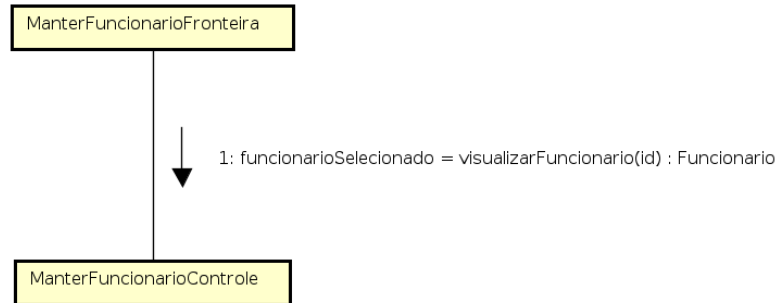 ManterFuncionarioFronteira
1: funcionarioSelecionado = visualizarFuncionario(id) : Funcionario
ManterFuncionarioControle